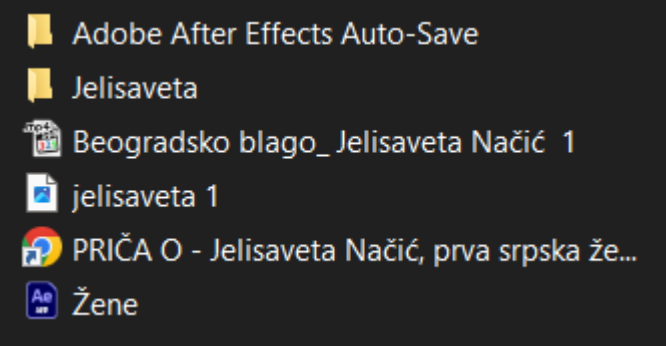 Adobe After Effects Auto-Save
Jelisaveta
Beogradsko blago_ Jelisaveta Načić  1
jelisaveta 1
PRIČA O - Jelisaveta Načić, prva srpska že...
Žene